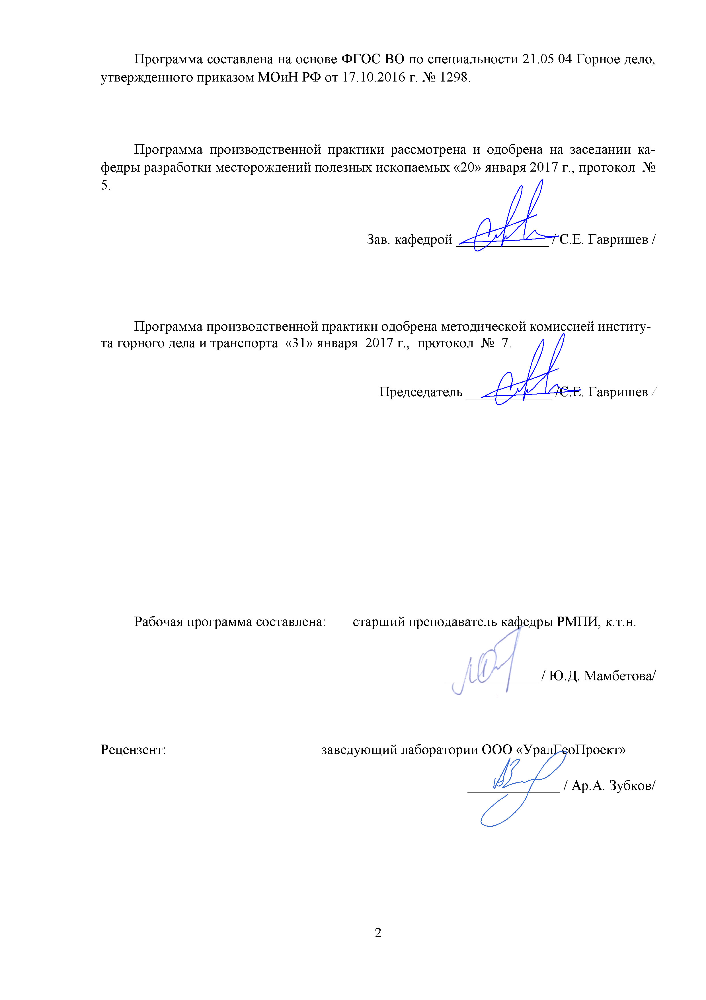 Программа составлена на основе ФГОС ВО по специальности 21.05.04 Горное дело,
утвержденного приказом МОиН РФ от 17.10.2016 г. № 1298.
Программа производственной практики рассмотрена и одобрена на заседании ка-
федры разработки месторождений полезных ископаемых «20» января 2017 г., протокол №
5.
Зав. кафедрой _____________ / С.Е. Гавришев /
Программа производственной практики одобрена методической комиссией институ-
та горного дела и транспорта «31» января 2017 г., протокол № 7.
Председатель ____________ /С.Е. Гавришев /
Рабочая программа составлена: старший преподаватель кафедры РМПИ, к.т.н.
_____________ / Ю.Д. Мамбетова/
Рецензент: заведующий лаборатории ООО «УралГеоПроект»
_____________ / Ар.А. Зубков/
2